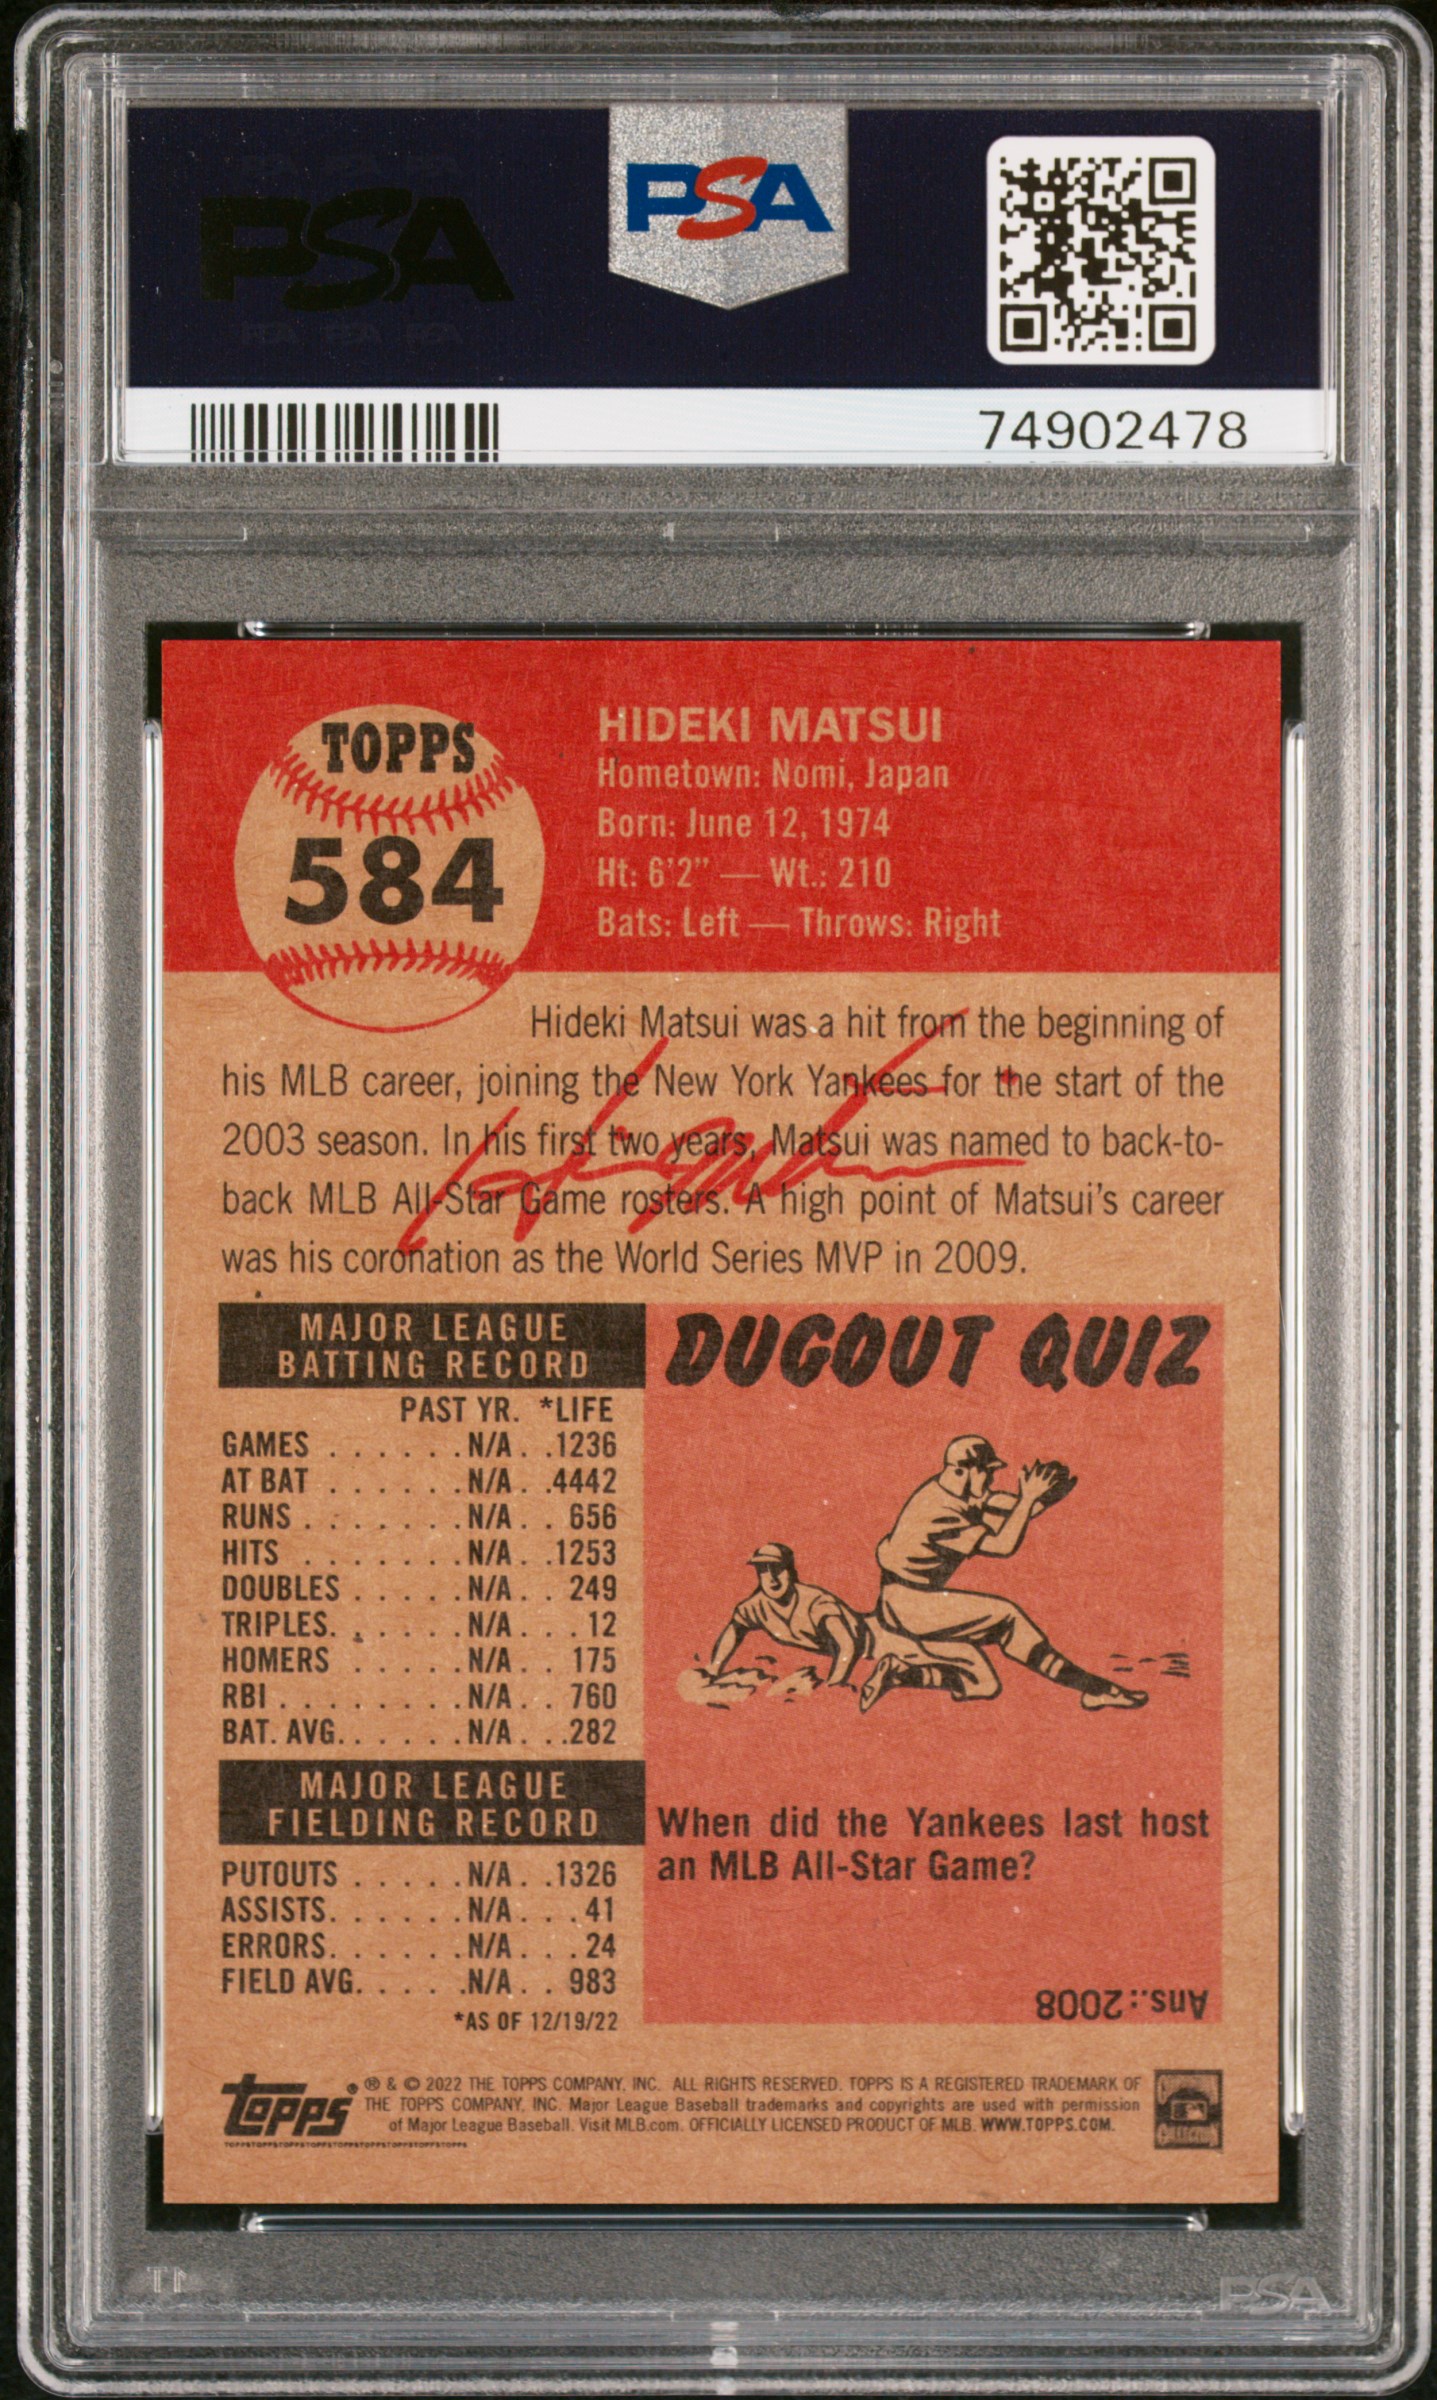 PSA
PSA
74902478
TOPPS
584
HIDEKI MATSUI
Hometown: Nomi, Japan
Born: June 12, 1974
Ht: 6'2" — Wt.: 210
Bats: Left — Throws: Right
Hideki Matsui was a hit from the beginning of
his MLB career, joining the New York Yankees for the start of the
2003 season. In his first two years, Matsui was named to back-to-
back MLB All-Star Game rosters. A high point of Matsui's career
was his coronation as the World Series MVP in 2009.
MAJOR LEAGUE
BATTING RECORD
PAST YR. *LIFE
GAMES . . . . . . N/A . . 1236
AT BAT . . . . . . N/A . . 4442
RUNS . . . . . . . N/A . . 656
HITS . . . . . . . N/A . . 1253
DOUBLES . . . . . N/A . . 249
TRIPLES. . . . . . N/A . . . 12
HOMERS . . . . . N/A . . 175
RBI . . . . . . . . N/A . . 760
BAT. AVG. . . . . . N/A . . .282
MAJOR LEAGUE
FIELDING RECORD
PUTOUTS . . . . . N/A . . 1326
ASSISTS. . . . . . N/A . . . 41
ERRORS. . . . . . N/A . . . 24
FIELD AVG. . . . . N/A . . 983
*AS OF 12/19/22
DUGOUT QUIZ
When did the Yankees last host
an MLB All-Star Game?
Ans.: 2008
topps
® & © 2022 THE TOPPS COMPANY, INC. ALL RIGHTS RESERVED. TOPPS IS A REGISTERED TRADEMARK OF
THE TOPPS COMPANY, INC. Major League Baseball trademarks and copyrights are used with permission
of Major League Baseball. Visit MLB.com. OFFICIALLY LICENSED PRODUCT OF MLB. WWW.TOPPS.COM.
PSA